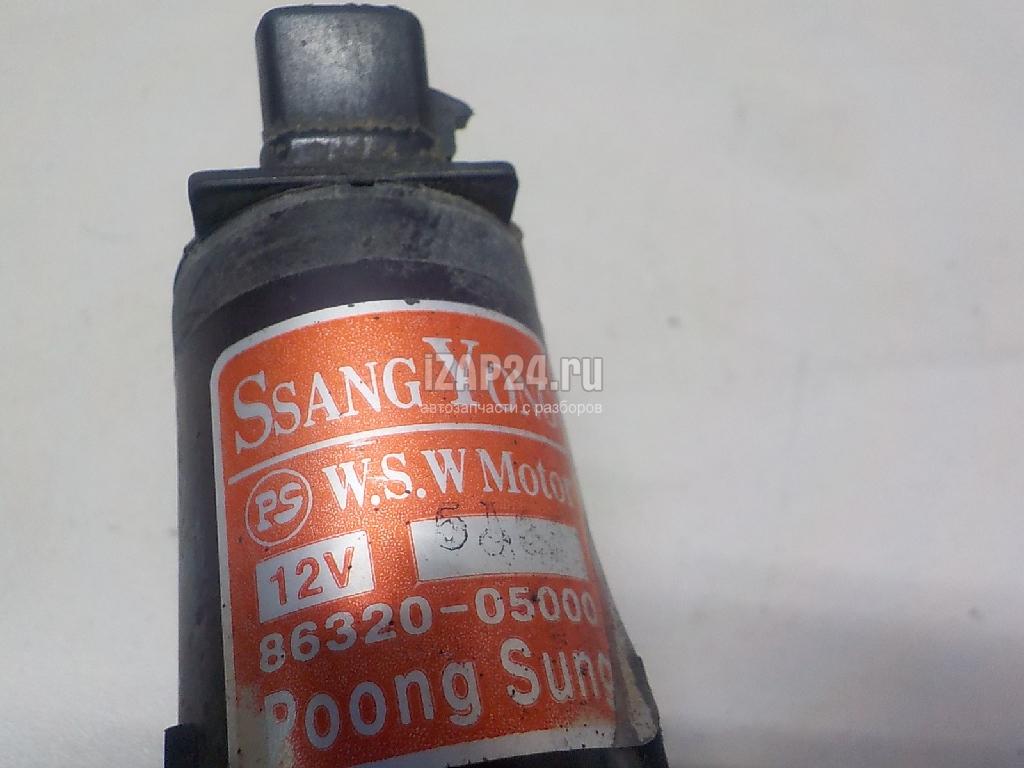 SSANGYONG
iZAP24.ru
автозапчасти с разборов
PS W.S.W Motor
12V
86320-05000
Poong Sung